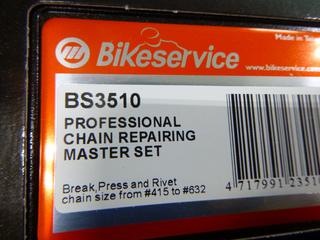 Made in Tai
Bikeservice
www.bikeservice.com
BS3510
PROFESSIONAL
CHAIN REPAIRING
MASTER SET
Break,Press and Rivet
chain size from #415 to #632
4 717991 2351